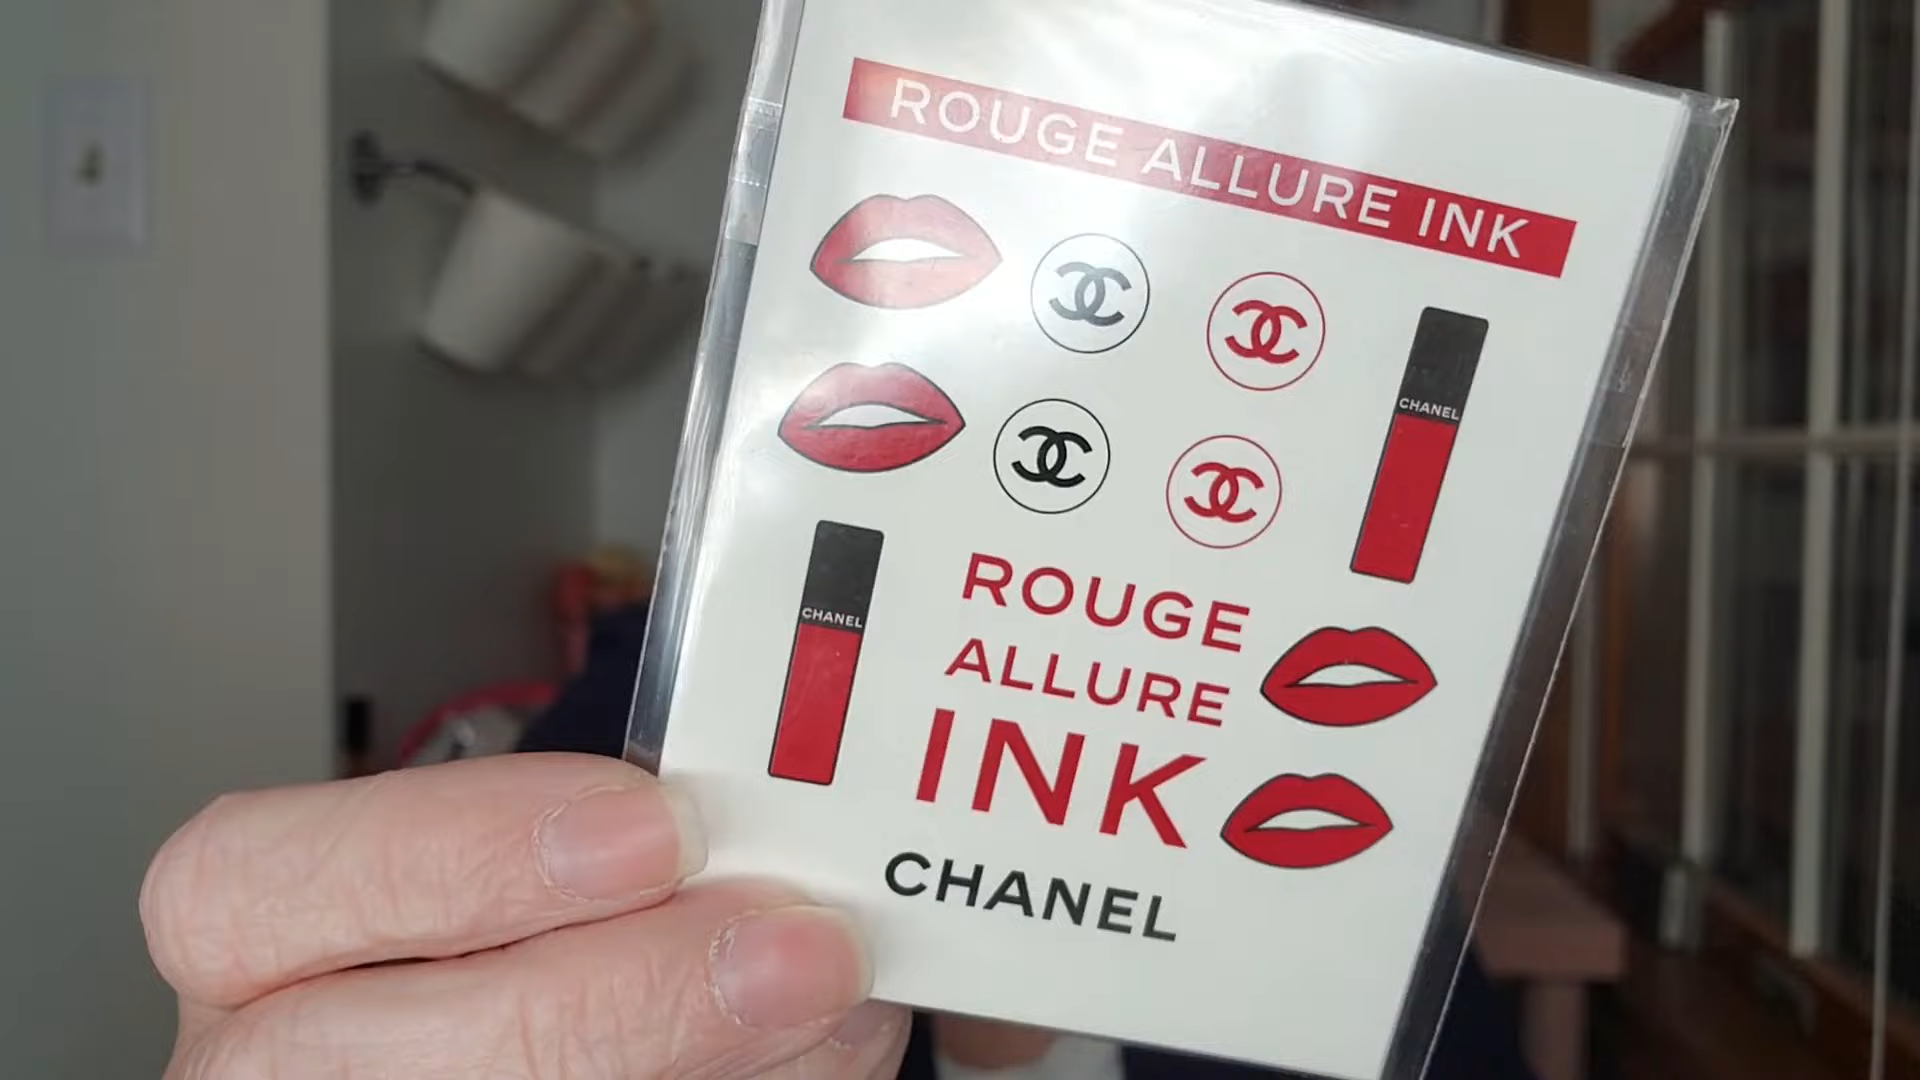 ROUGE ALLURE INK
CHANEL
CHANEL
ROUGE
ALLURE
INK
CHANEL